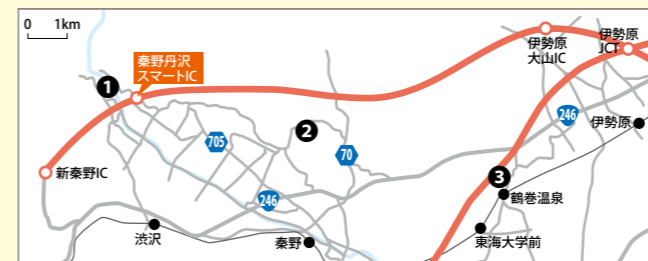 0 1km
秦野丹沢
スマートIC
伊勢原
大山IC
伊勢原
JCT
1
2
705
70
246
伊勢原
3
新秦野IC
鶴巻温泉
246
渋沢
秦野
東海大学前